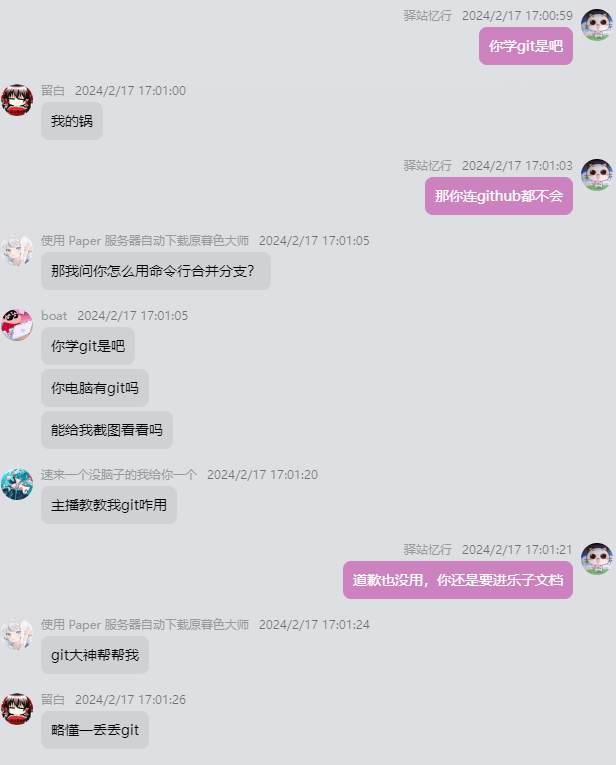 驿站忆行 2024/2/17 17:00:59
你学git是吧
留白 2024/2/17 17:01:00
我的锅
驿站忆行 2024/2/17 17:01:03
那你连github都不会
使用 Paper 服务器自动下载原暮色大师 2024/2/17 17:01:05
那我问你怎么用命令行合并分支？
boat 2024/2/17 17:01:05
你学git是吧
你电脑有git吗
能给我截图看看吗
速来一个没脑子的我给你一个 2024/2/17 17:01:20
主播教教我git咋用
驿站忆行 2024/2/17 17:01:21
道歉也没用，你还是要进乐子文档
使用 Paper 服务器自动下载原暮色大师 2024/2/17 17:01:24
git大神帮帮我
留白 2024/2/17 17:01:26
略懂一丢丢git